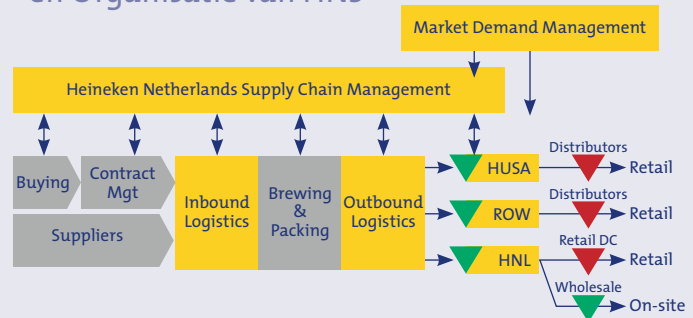 Market Demand Management
Heineken Netherlands Supply Chain Management
Buying
Contract
Mgt
Suppliers
Inbound
Logistics
Brewing
&
Packing
Outbound
Logistics
HUSA
Distributors
Retail
ROW
Distributors
Retail
HNL
Retail DC
Retail
Wholesale
On-site